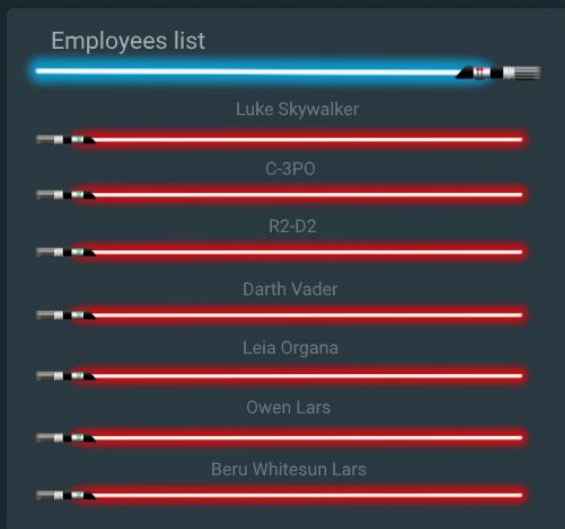 Employees list
Luke Skywalker
C-3PO
R2-D2
Darth Vader
Leia Organa
Owen Lars
Beru Whitesun Lars